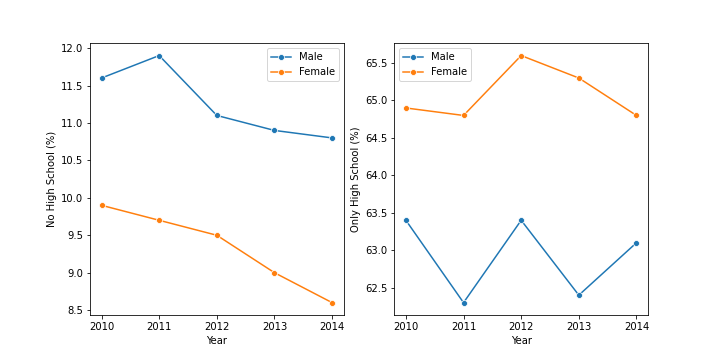 12.0
11.5
11.0
10.5
10.0
9.5
9.0
8.5
No High School (%)
2010 2011 2012 2013 2014
Year
Male
Female
65.5
65.0
64.5
64.0
63.5
63.0
62.5
Only High School (%)
2010 2011 2012 2013 2014
Year
Male
Female